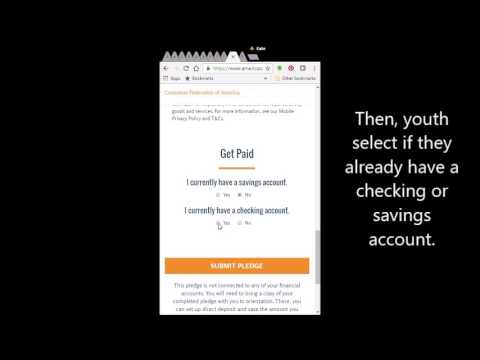 Kate
https://www.americasa
Apps
Bookmarks
Other bookmarks
Consumer Federation of America
goods and services. For more information, see our Mobile
Privacy Policy and T&Cs.
Get Paid
I currently have a savings account.
Yes No
I currently have a checking account.
Yes No
SUBMIT PLEDGE
This pledge is not connected to any of your financial
accounts. You will need to bring a copy of your
completed pledge with you to orientation. There, you
can set up direct deposit and save the amount you
Then, youth
select if they
already have a
checking or
savings
account.